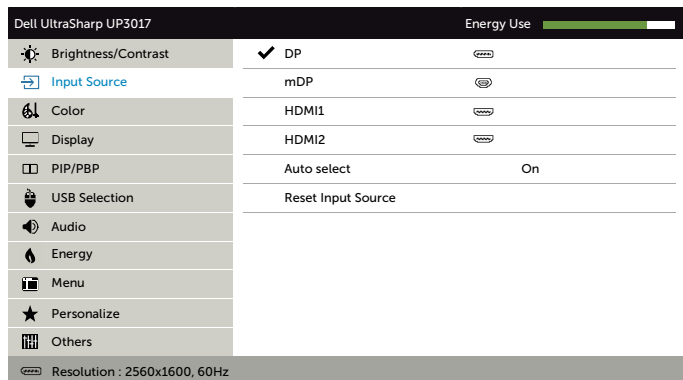 Dell UltraSharp UP3017 Energy Use
Brightness/Contrast DP
Input Source mDP
Color HDMI1
Display HDMI2
PIP/PBP Auto select On
USB Selection Reset Input Source
Audio
Energy
Menu
Personalize
Others
Resolution : 2560x1600, 60Hz